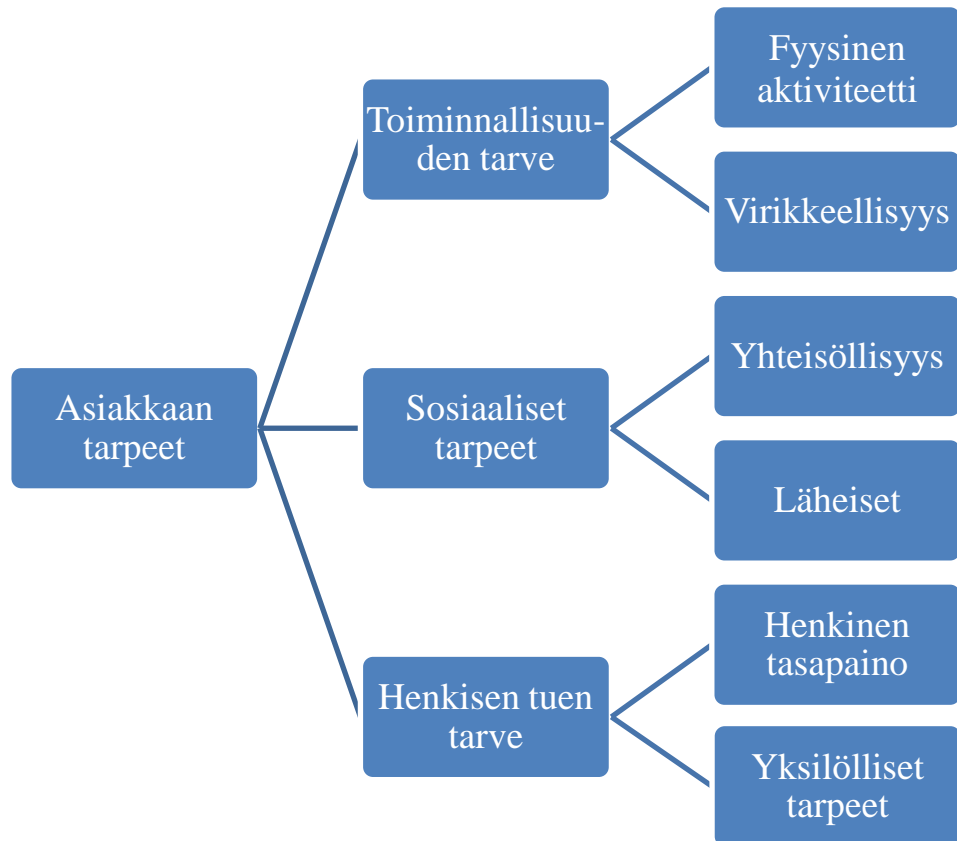 Asiakkaan
tarpeet
Toiminnallisuu-
den tarve
Fyysinen
aktiviteetti
Virikkeellisyys
Sosiaaliset
tarpeet
Yhteisöllisyys
Läheiset
Henkisen tuen
tarve
Henkinen
tasapaino
Yksilölliset
tarpeet